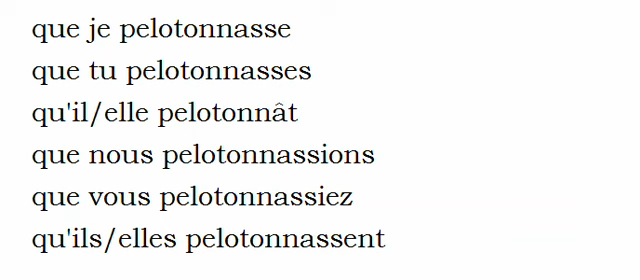 que je pelotonnasse
que tu pelotonnasses
qu'il/elle pelotonnât
que nous pelotonnassions
que vous pelotonnassiez
qu'ils/elles pelotonnassent